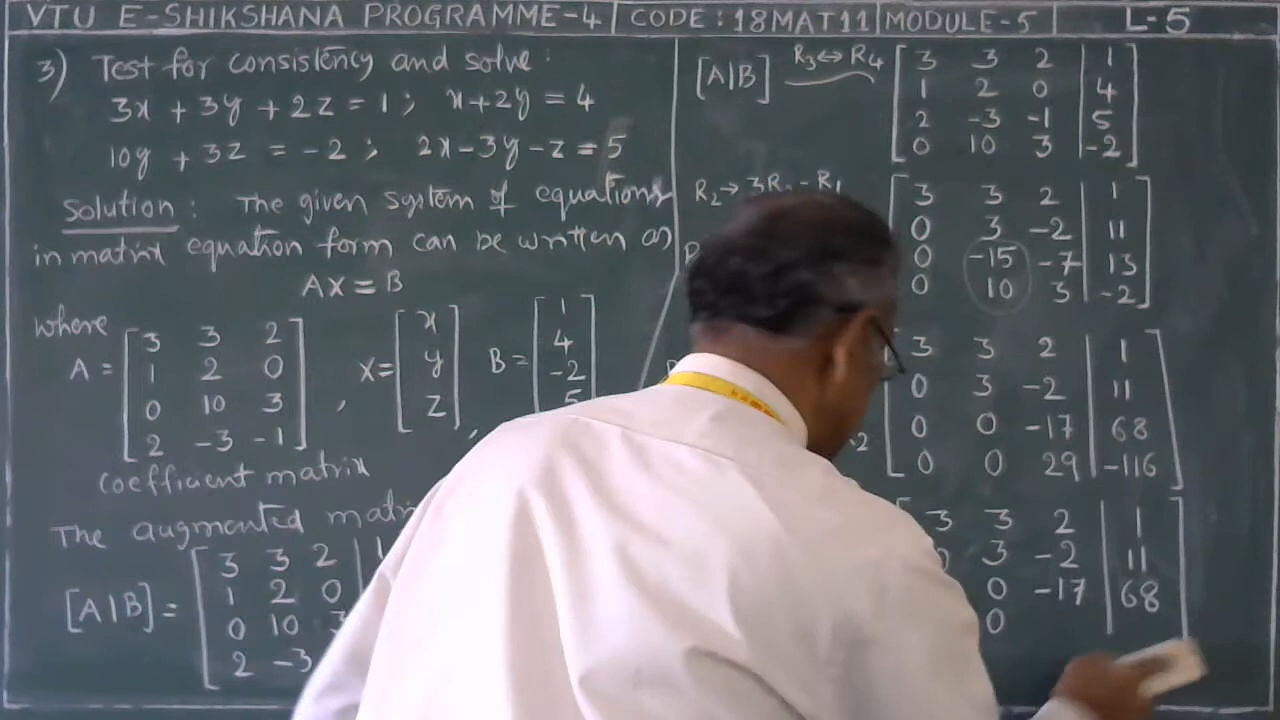 VTU E-SHIKSHANA PROGRAMME-4 | CODE : 18MAT11 | MODULE-5 | L-5
3) Test for consistency and solve :
3x + 3y + 2z = 1 ; x + 2y = 4
10y + 3z = -2 ; 2x - 3y - z = 5
Solution : The given system of equations
in matrix equation form can be written as
AX = B
where
A = [ 3 3 2
1 2 0
0 10 3
2 -3 -1 ] ,
X = [ x
y
z ] ,
B = [ 1
4
-2
5
coefficient matrix
The augmented
[A|B] = [ 3 3 2 | 1
1 2 0
0 10 3
2 -3
[A|B] R3 ↔ R4 [ 3 3 2 | 1
1 2 0 | 4
2 -3 -1 | 5
0 10 3 | -2 ]
R2 → - R1 [ 3 3 2 | 1
0 3 -2 | 11
0 -15 -7 | 13
0 10 3 | -2 ]
3 3 2 | 1
0 3 -2 | 11
0 0 -17 | 68
0 0 29 | -116 ]
3 3 2 | 1
0 3 -2 | 11
0 -17 | 68
0